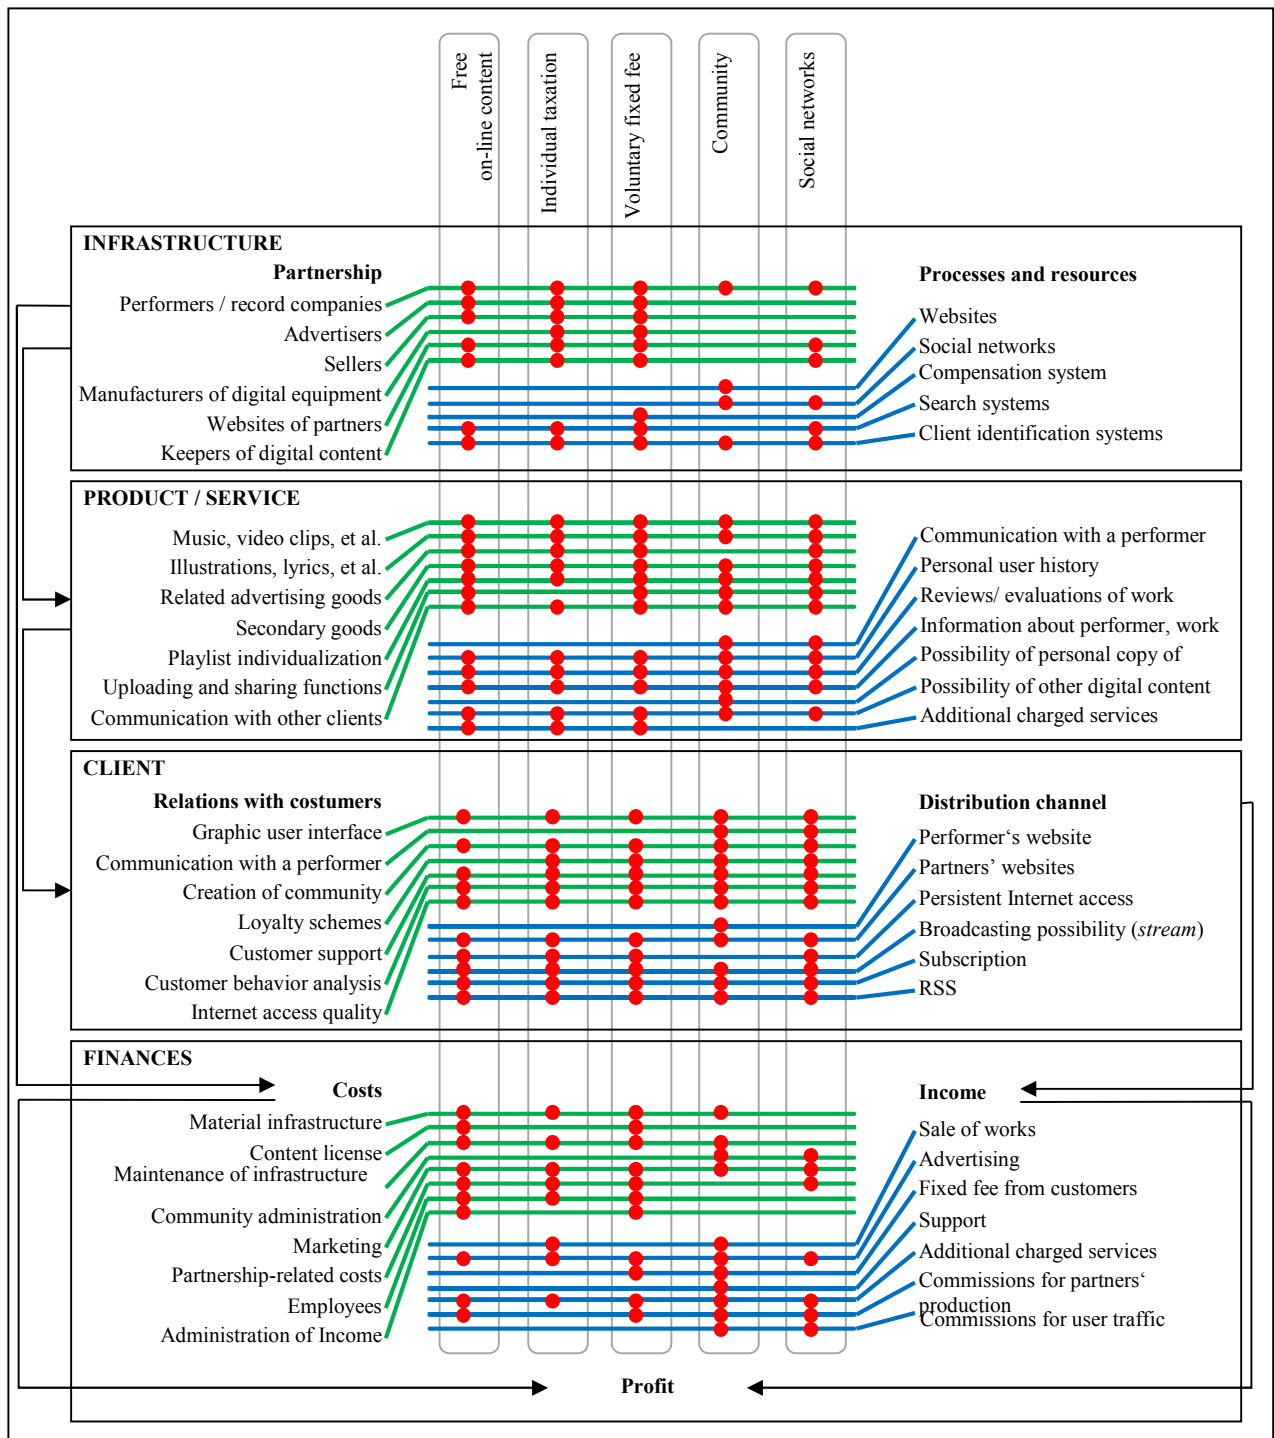 Free
on-line content
Individual taxation
Voluntary fixed fee
Community
Social networks
INFRASTRUCTURE
Partnership
Performers / record companies
Advertisers
Sellers
Manufacturers of digital equipment
Websites of partners
Keepers of digital content
Processes and resources
Websites
Social networks
Compensation system
Search systems
Client identification systems
PRODUCT / SERVICE
Music, video clips, et al.
Illustrations, lyrics, et al.
Related advertising goods
Secondary goods
Playlist individualization
Uploading and sharing functions
Communication with other clients
Communication with a performer
Personal user history
Reviews/ evaluations of work
Information about performer, work
Possibility of personal copy of
Possibility of other digital content
Additional charged services
CLIENT
Relations with costumers
Graphic user interface
Communication with a performer
Creation of community
Loyalty schemes
Customer support
Customer behavior analysis
Internet access quality
Distribution channel
Performer‘s website
Partners’ websites
Persistent Internet access
Broadcasting possibility (stream)
Subscription
RSS
FINANCES
Costs
Material infrastructure
Content license
Maintenance of infrastructure
Community administration
Marketing
Partnership-related costs
Employees
Administration of Income
Income
Sale of works
Advertising
Fixed fee from customers
Support
Additional charged services
Commissions for partners‘
production
Commissions for user traffic
Profit